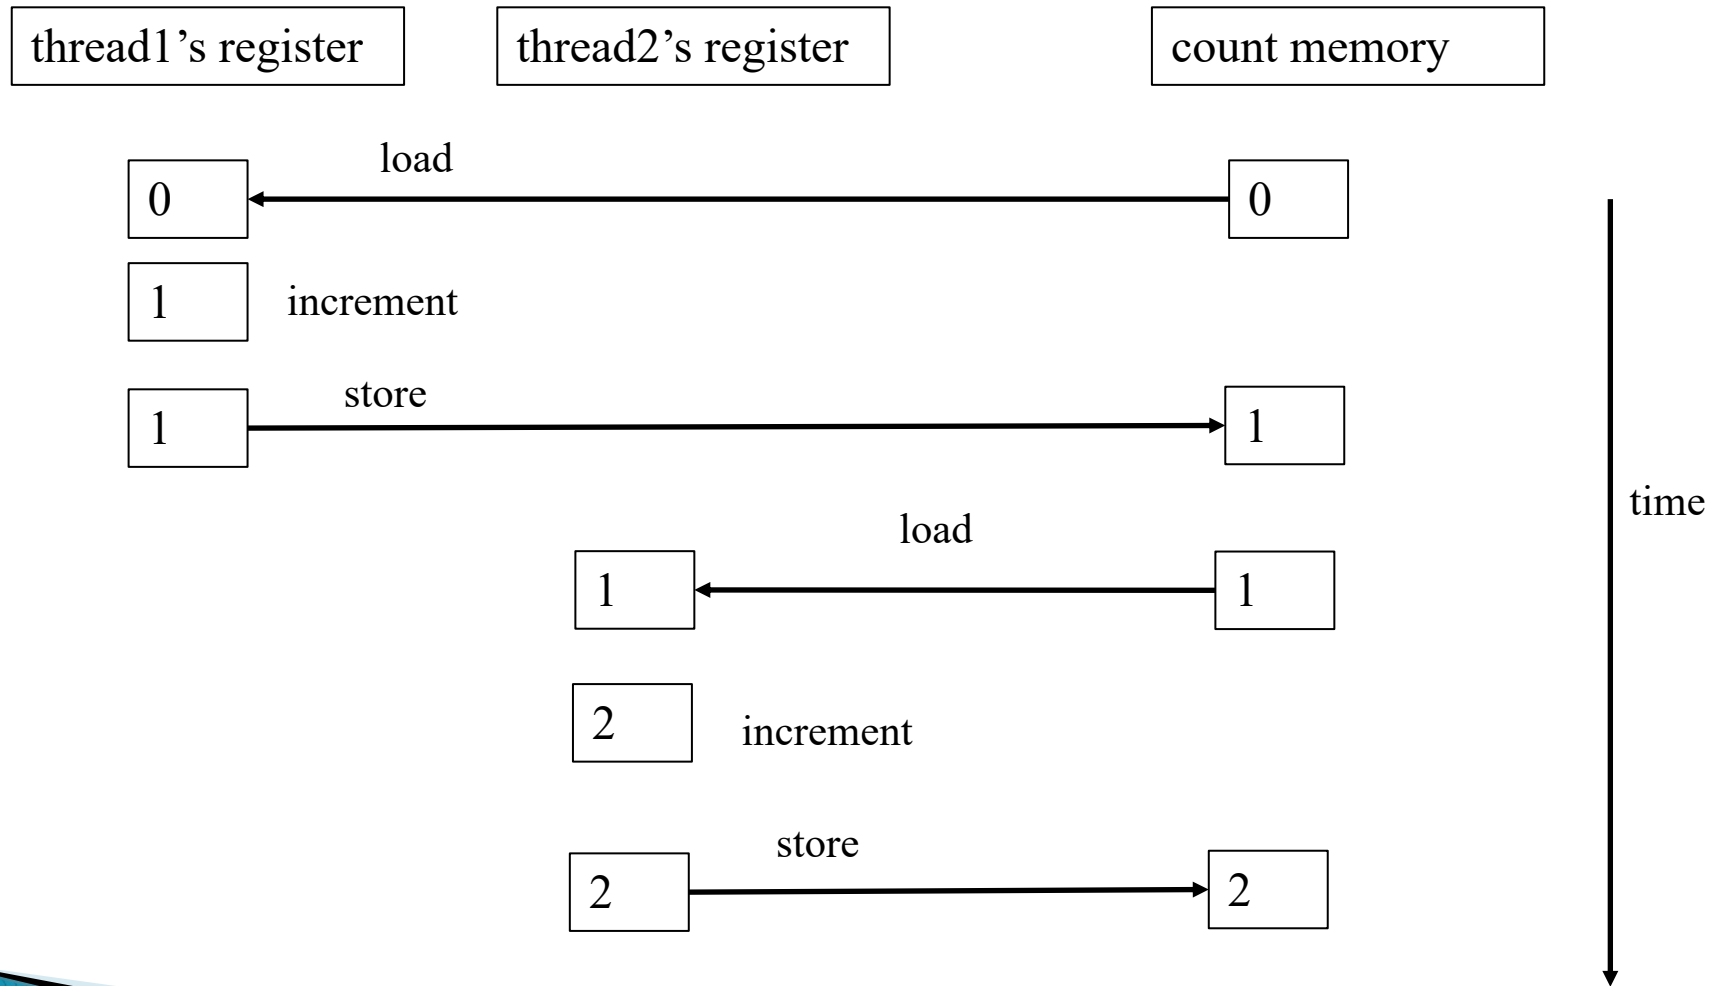 thread1’s register
thread2’s register
count memory
load
0
0
1
increment
store
1
1
time
load
1
1
2
increment
store
2
2